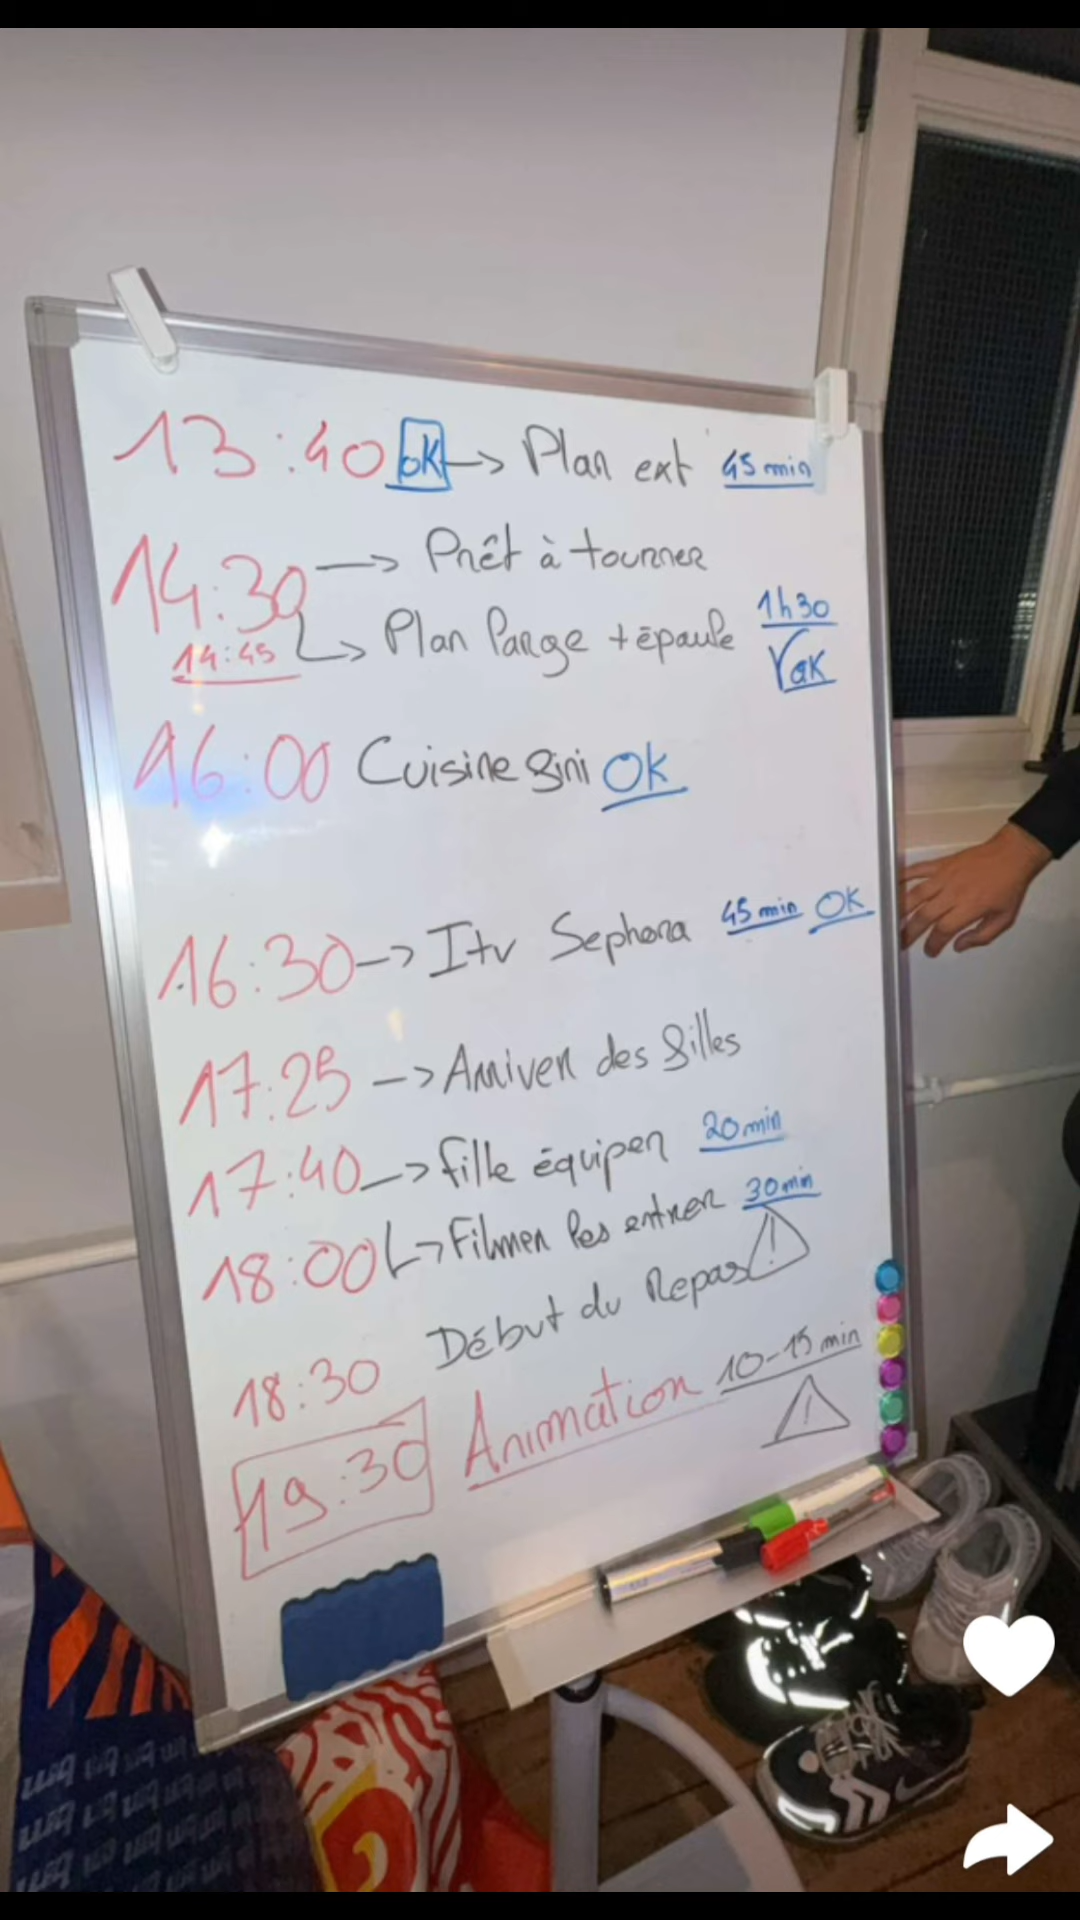 13:40 OK -> Plan ext 45 min
14:30 -> Prêt à tourner
14:45 -> Plan large + épaule 1h30 OK
16:00 Cuisine fini OK
16:30 -> Itv Sephora 45 min OK
17:25 -> Arriver des filles
17:40 -> fille équiper 20 min
18:00 -> Filmer les entrer 30 min
18:30 Début du Repas
19:30 Animation 10-15 min